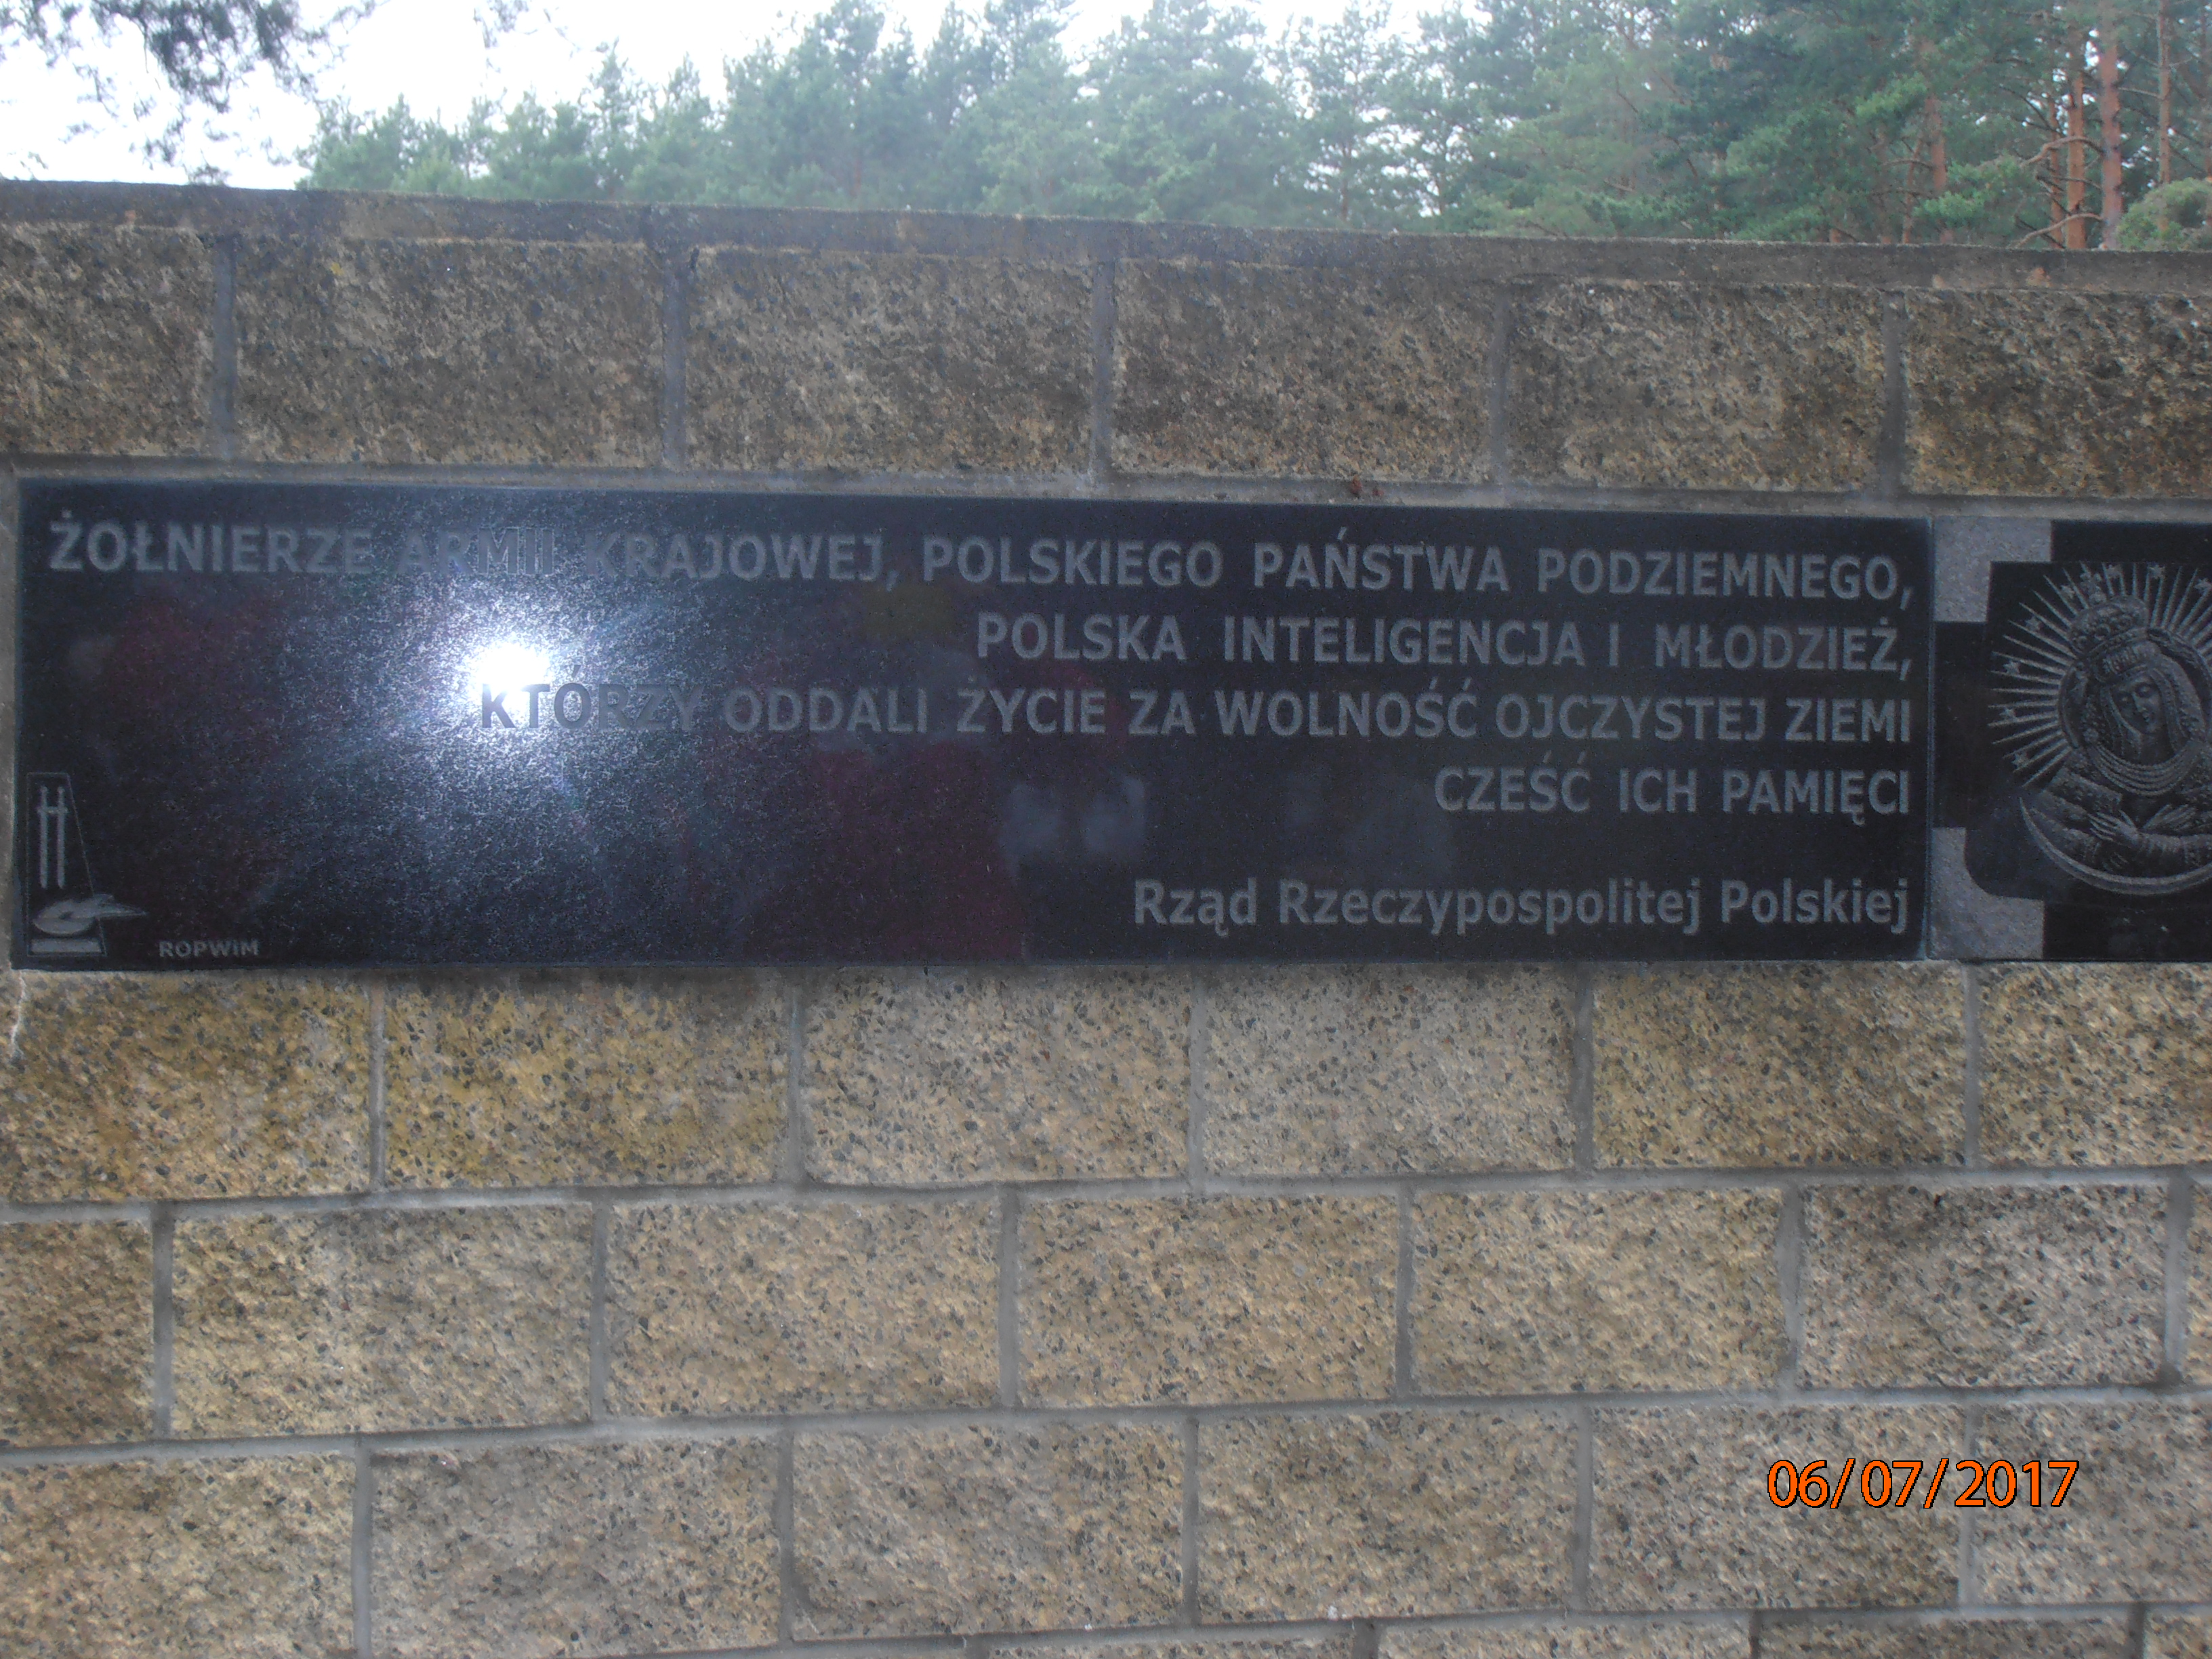 ŻOŁNIERZE ARMII KRAJOWEJ, POLSKIEGO PAŃSTWA PODZIEMNEGO,
POLSKA INTELIGENCJA I MŁODZIEŻ,
KTÓRZY ODDALI ŻYCIE ZA WOLNOŚĆ OJCZYSTEJ ZIEMI
CZEŚĆ ICH PAMIĘCI
Rząd Rzeczypospolitej Polskiej
ROPWiM
06/07/2017